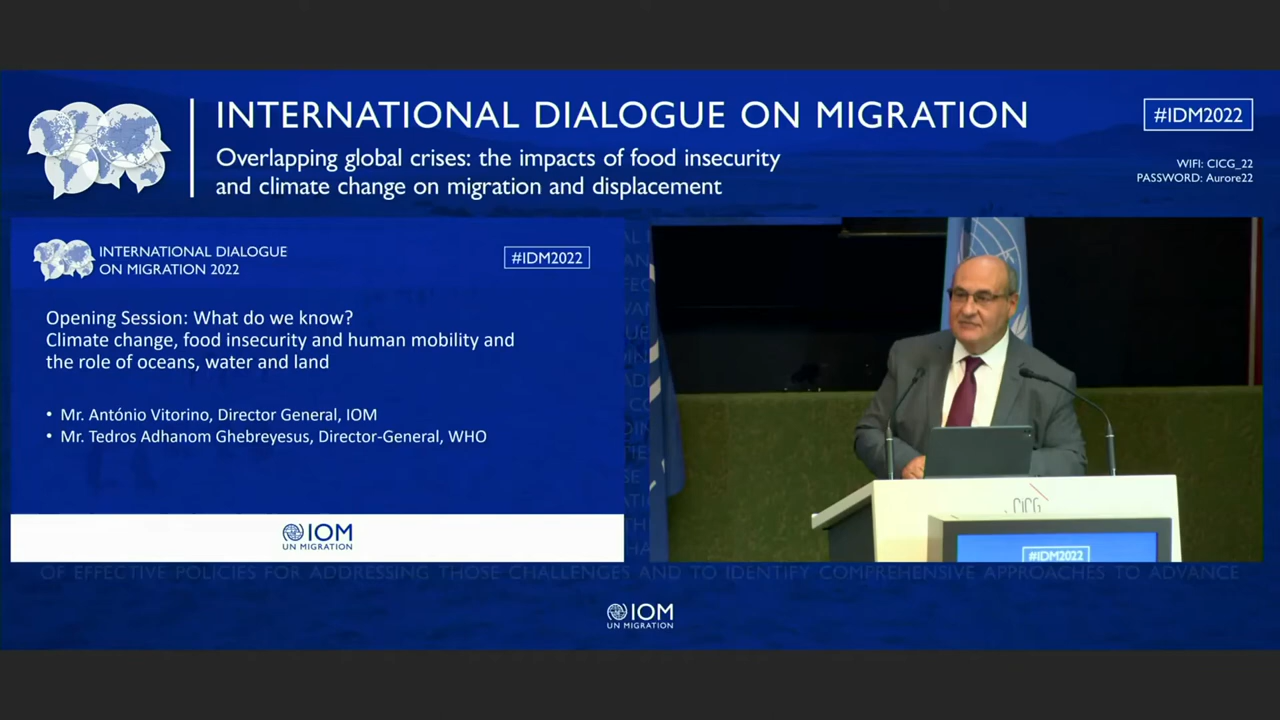 INTERNATIONAL DIALOGUE ON MIGRATION
Overlapping global crises: the impacts of food insecurity
and climate change on migration and displacement
#IDM2022
WIFI: CICG_22
PASSWORD: Aurore22
INTERNATIONAL DIALOGUE
ON MIGRATION 2022
#IDM2022
Opening Session: What do we know?
Climate change, food insecurity and human mobility and
the role of oceans, water and land
• Mr. António Vitorino, Director General, IOM
• Mr. Tedros Adhanom Ghebreyesus, Director-General, WHO
IOM
UN MIGRATION
CICG
#IDM2022
OF EFFECTIVE POLICIES FOR ADDRESSING THOSE CHALLENGES AND TO IDENTIFY COMPREHENSIVE APPROACHES TO ADVANCE
IOM
UN MIGRATION